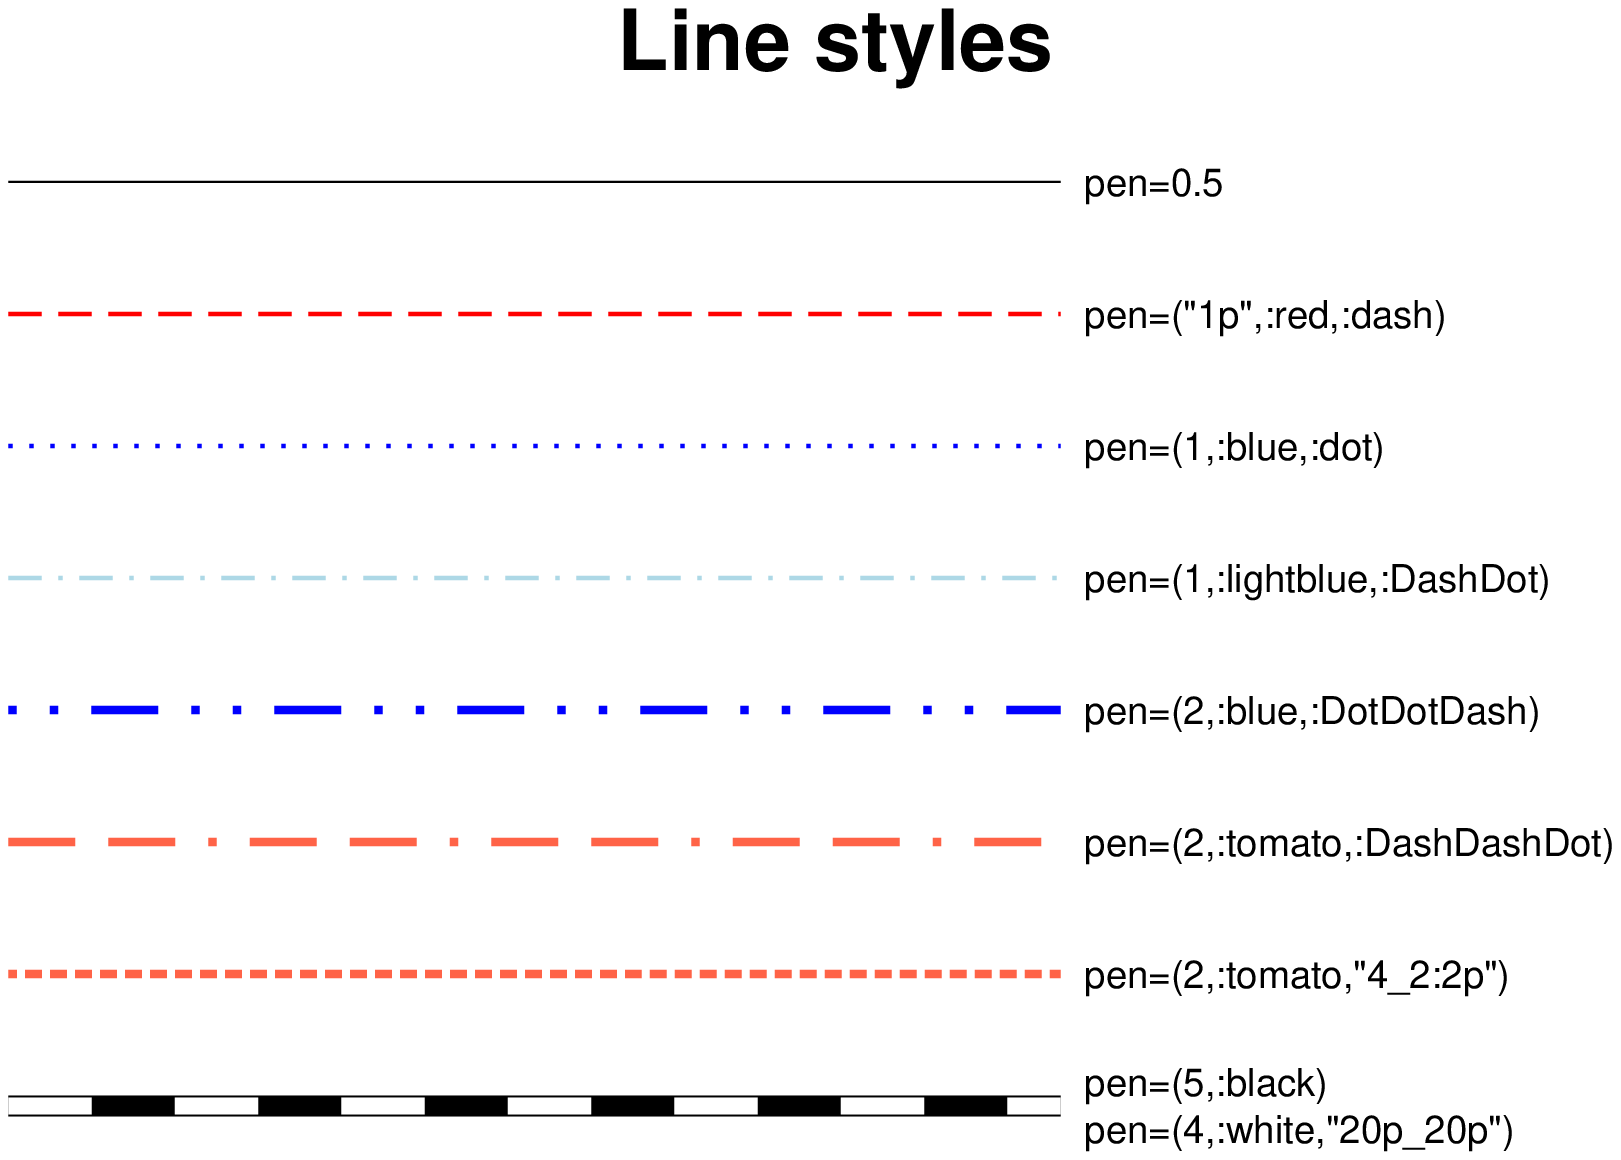 Line styles
pen=0.5
pen=("1p",:red,:dash)
pen=(1,:blue,:dot)
pen=(1,:lightblue,:DashDot)
pen=(2,:blue,:DotDotDash)
pen=(2,:tomato,:DashDashDot)
pen=(2,:tomato,"4_2:2p")
pen=(5,:black)
pen=(4,:white,"20p_20p")